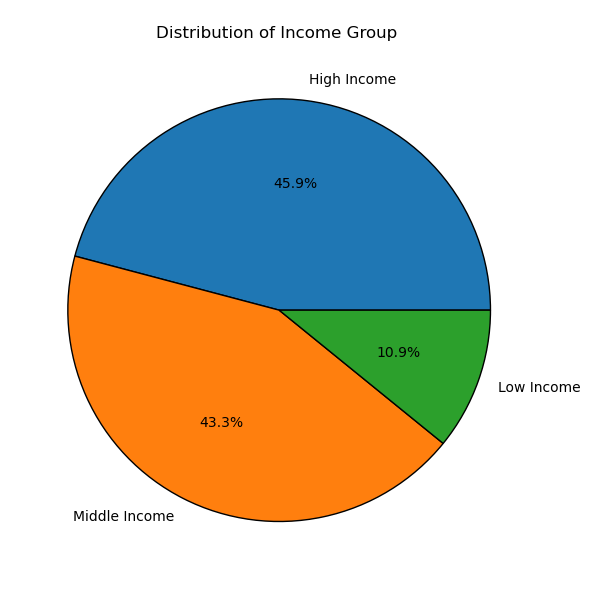 Distribution of Income Group
High Income
45.9%
10.9%
Low Income
43.3%
Middle Income